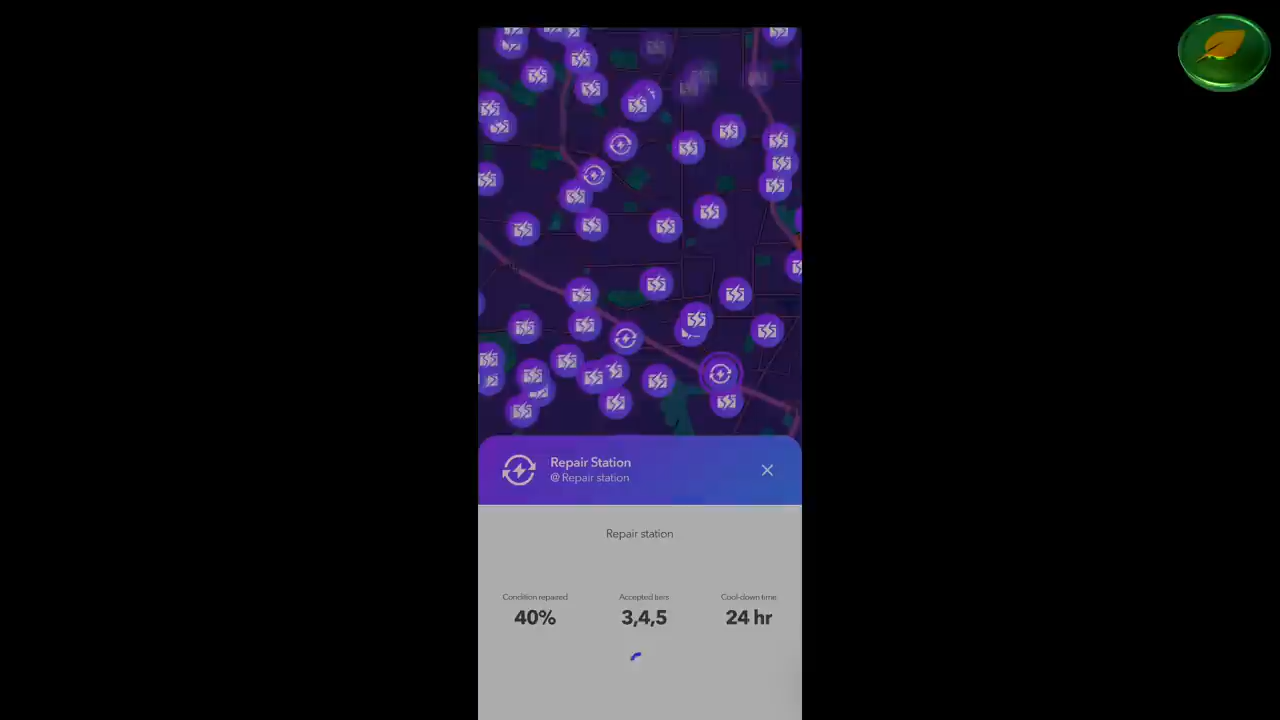 Repair Station
@ Repair station
Repair station
Condition repaired
Accepted tiers
Cool-down time
40%
3,4,5
24 hr